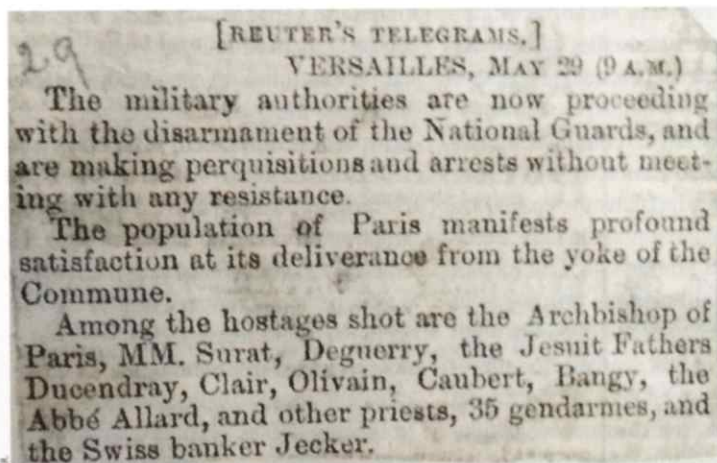 29
[REUTER'S TELEGRAMS.]
VERSAILLES, MAY 29 (9 A.M.)
The military authorities are now proceeding
with the disarmament of the National Guards, and
are making perquisitions and arrests without meet-
ing with any resistance.
The population of Paris manifests profound
satisfaction at its deliverance from the yoke of the
Commune.
Among the hostages shot are the Archbishop of
Paris, MM. Surat, Deguerry, the Jesuit Fathers
Ducendray, Clair, Olivain, Caubert, Bangy, the
Abbé Allard, and other priests, 35 gendarmes, and
the Swiss banker Jecker.